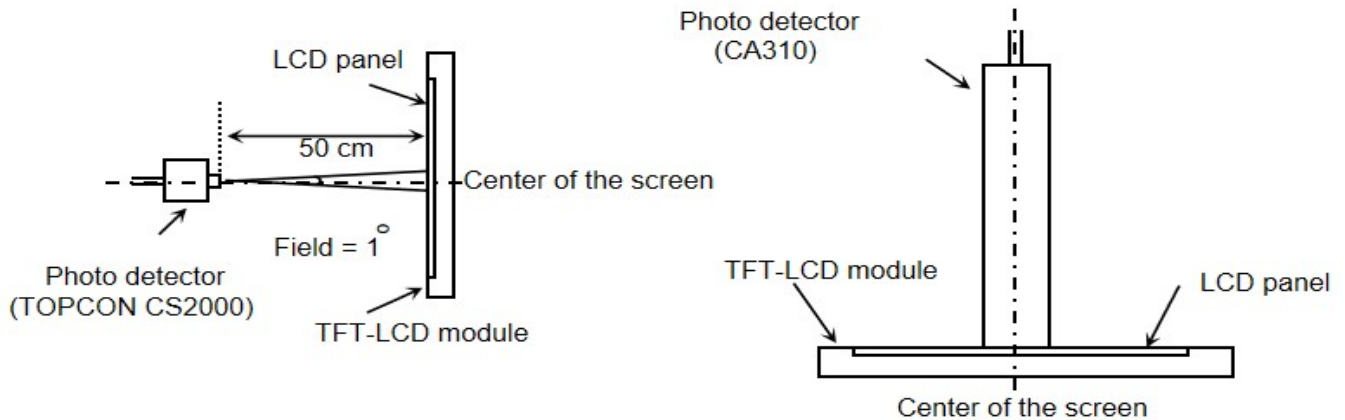 LCD panel
50 cm
Center of the screen
Field = 1°
Photo detector
(TOPCON CS2000)
TFT-LCD module
Photo detector
(CA310)
TFT-LCD module
LCD panel
Center of the screen